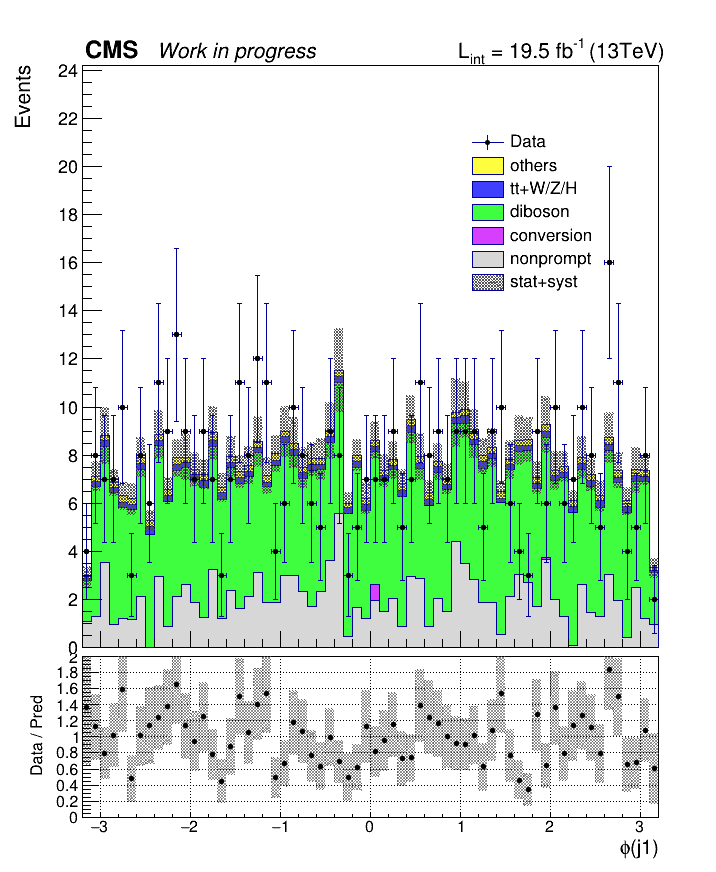 CMS Work in progress L_int = 19.5 fb⁻¹ (13TeV)
Events
24
22
20
18
16
14
12
10
8
6
4
2
0
Data
others
tt+W/Z/H
diboson
conversion
nonprompt
stat+syst
Data / Pred
2
1.8
1.6
1.4
1.2
1
0.8
0.6
0.4
0.2
0
−3 −2 −1 0 1 2 3
ϕ(j1)